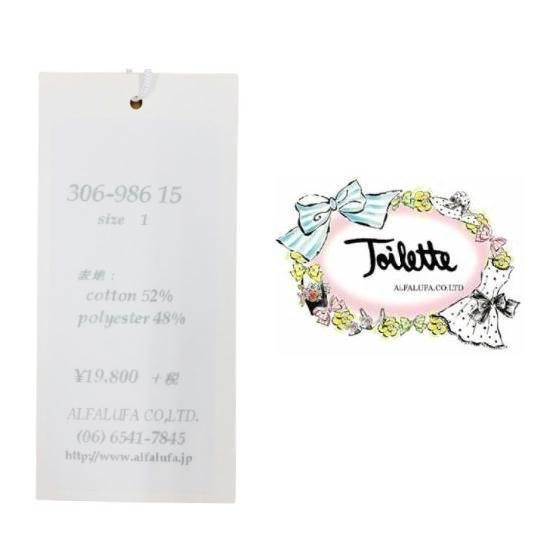 306-986 15
size 1
表地：
cotton 52%
polyester 48%
¥19.800 +税
ALFALUFA CO,LTD.
(06) 6541-7845
http://www.alfalufa.jp
Toilette
ALFALUFA.CO.LTD